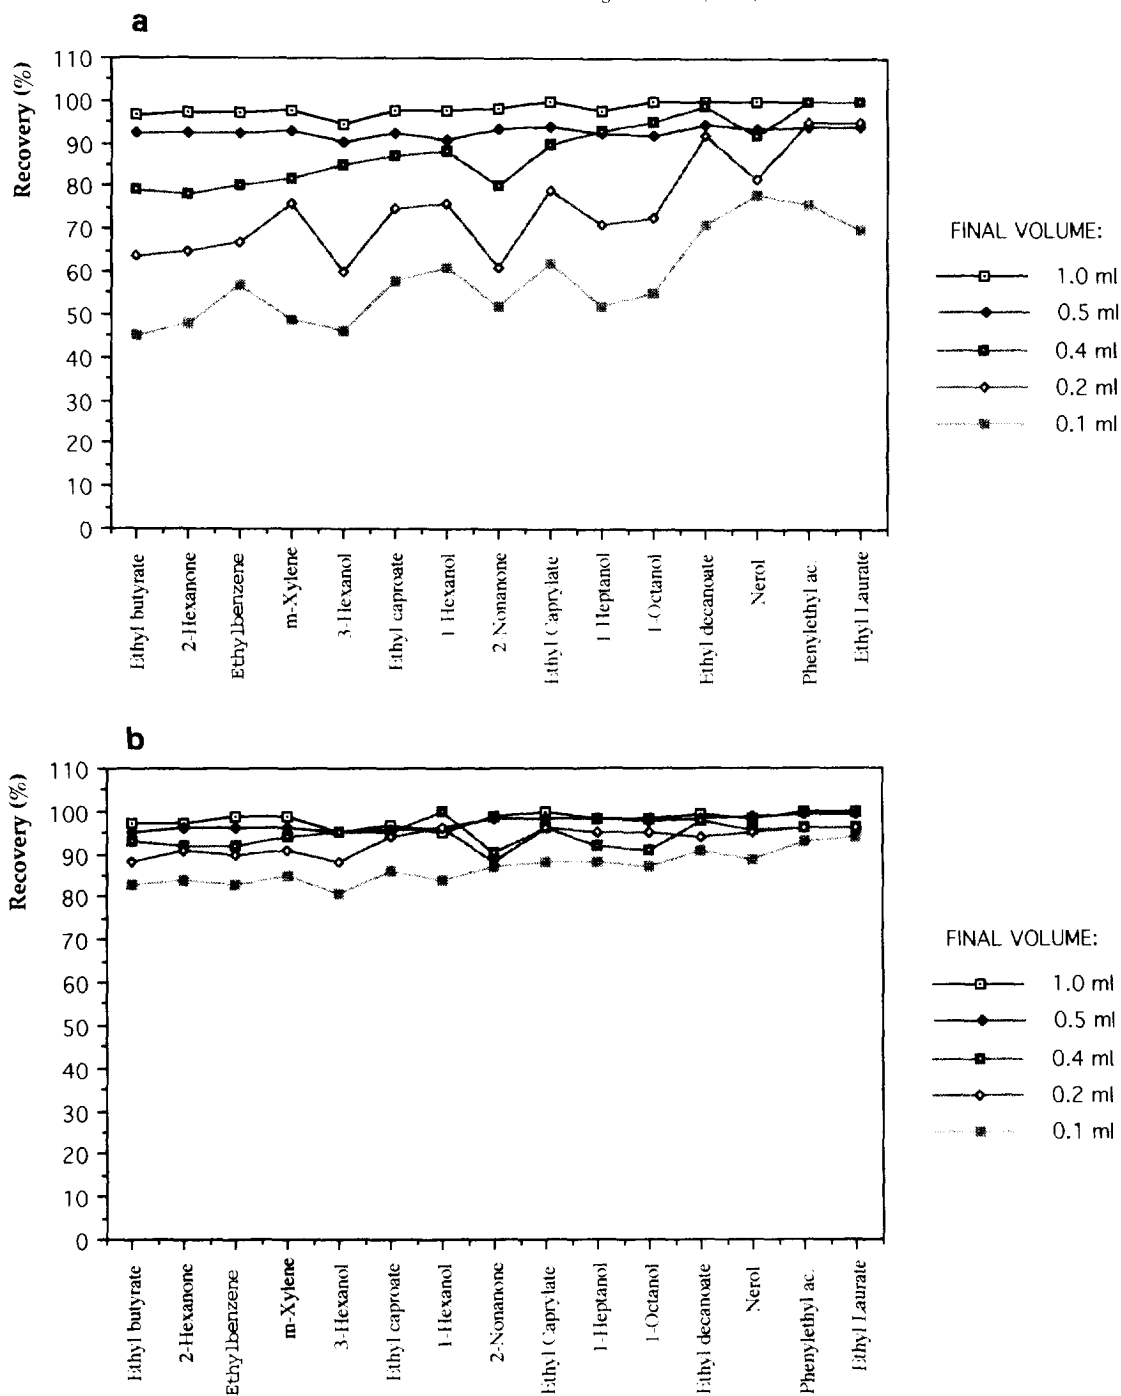 a
Recovery (%)
110
100
90
80
70
60
50
40
30
20
10
0
Ethyl butyrate
2-Hexanone
Ethylbenzene
m-Xylene
3-Hexanol
Ethyl caproate
1 Hexanol
2 Nonanone
Ethyl Caprylate
1 Heptanol
1-Octanol
Ethyl decanoate
Nerol
Phenylethyl ac.
Ethyl Laurate
FINAL VOLUME:
1.0 ml
0.5 ml
0.4 ml
0.2 ml
0.1 ml
b
Recovery (%)
110
100
90
80
70
60
50
40
30
20
10
0
Ethyl butyrate
2-Hexanone
Ethylbenzene
m-Xylene
3-Hexanol
Ethyl caproate
1-Hexanol
2-Nonanone
Ethyl Caprylate
1-Heptanol
1-Octanol
Ethyl decanoate
Nerol
Phenylethyl ac.
Ethyl Laurate
FINAL VOLUME:
1.0 ml
0.5 ml
0.4 ml
0.2 ml
0.1 ml